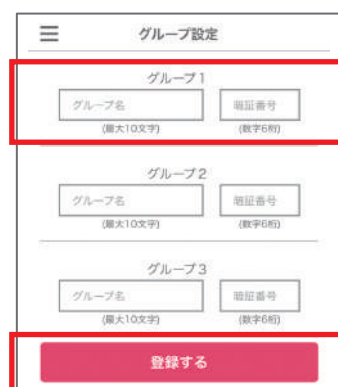 グループ設定
グループ1
グループ名 暗証番号
(最大10文字) (数字6桁)
グループ2
グループ名 暗証番号
(最大10文字) (数字6桁)
グループ3
グループ名 暗証番号
(最大10文字) (数字6桁)
登録する